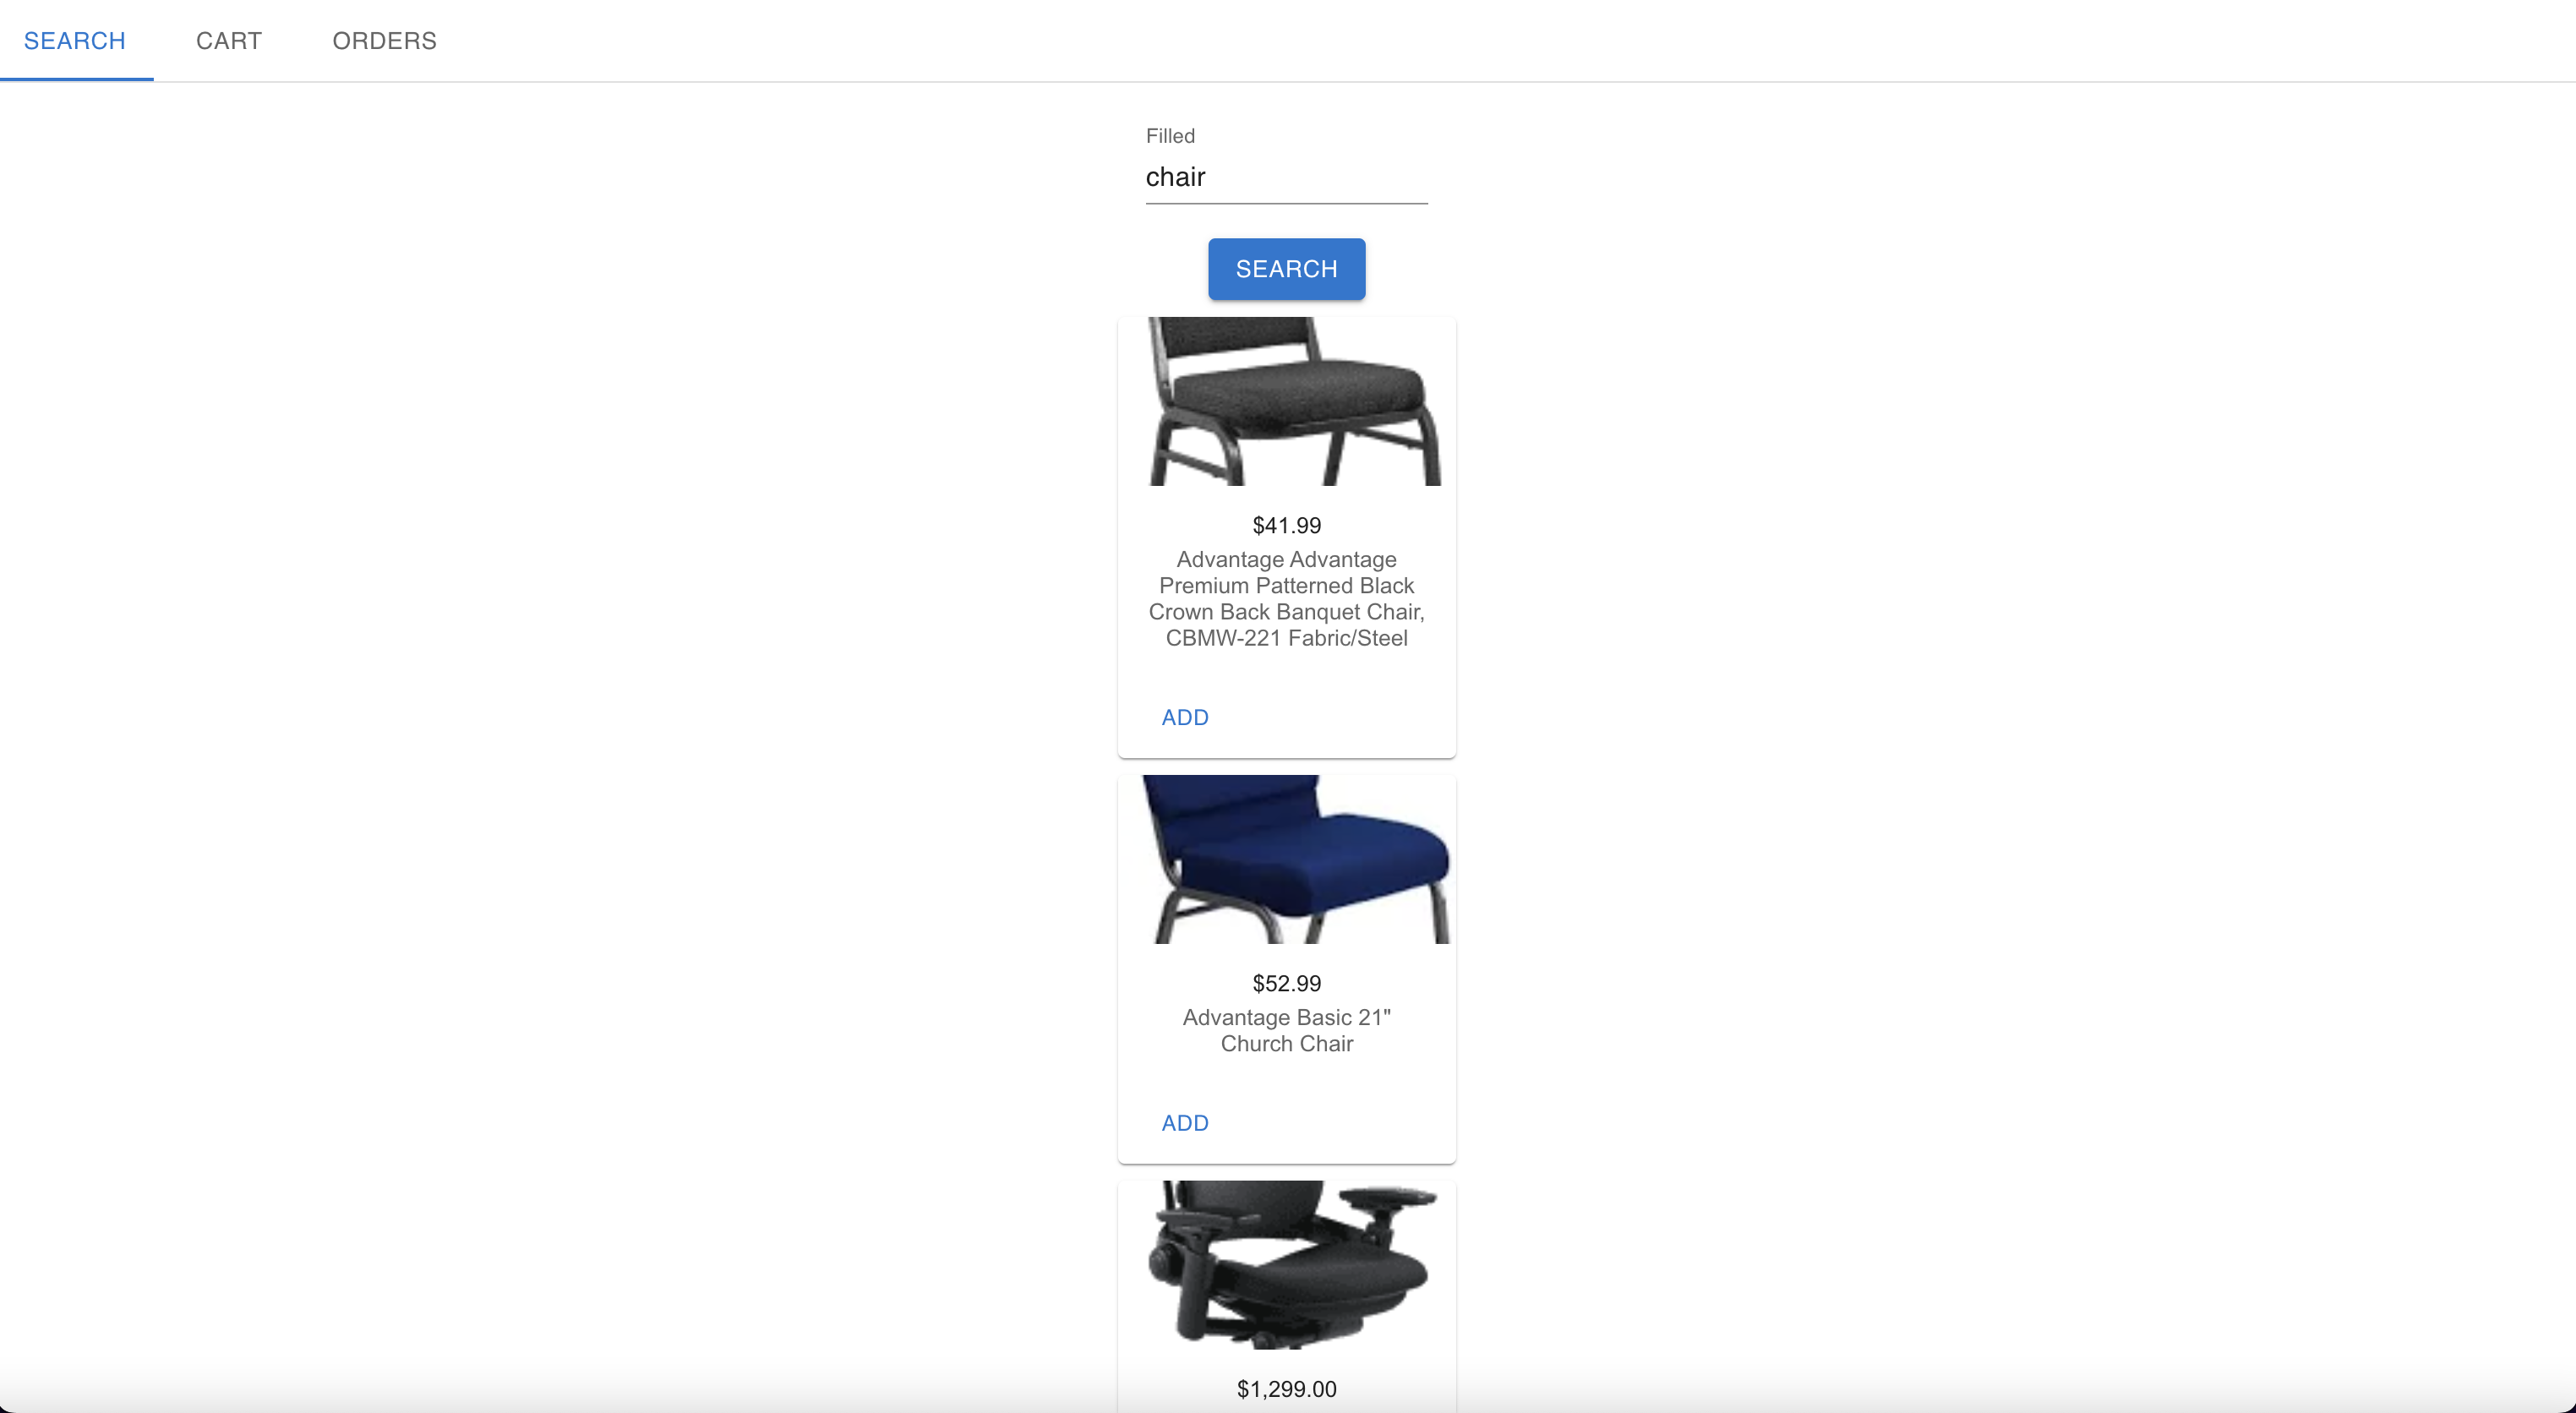 SEARCH CART ORDERS
Filled
chair
SEARCH
$41.99
Advantage Advantage
Premium Patterned Black
Crown Back Banquet Chair,
CBMW-221 Fabric/Steel
ADD
$52.99
Advantage Basic 21"
Church Chair
ADD
$1,299.00